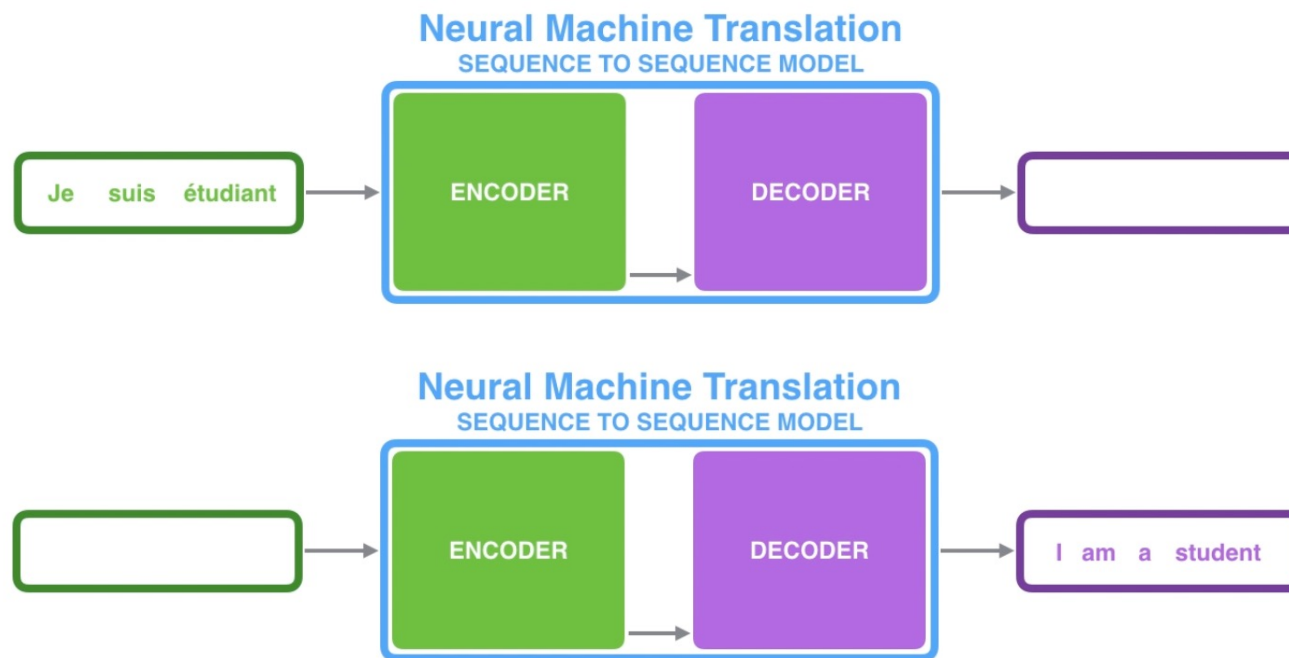 Neural Machine Translation
SEQUENCE TO SEQUENCE MODEL
Je suis étudiant
ENCODER
DECODER
Neural Machine Translation
SEQUENCE TO SEQUENCE MODEL
ENCODER
DECODER
I am a student